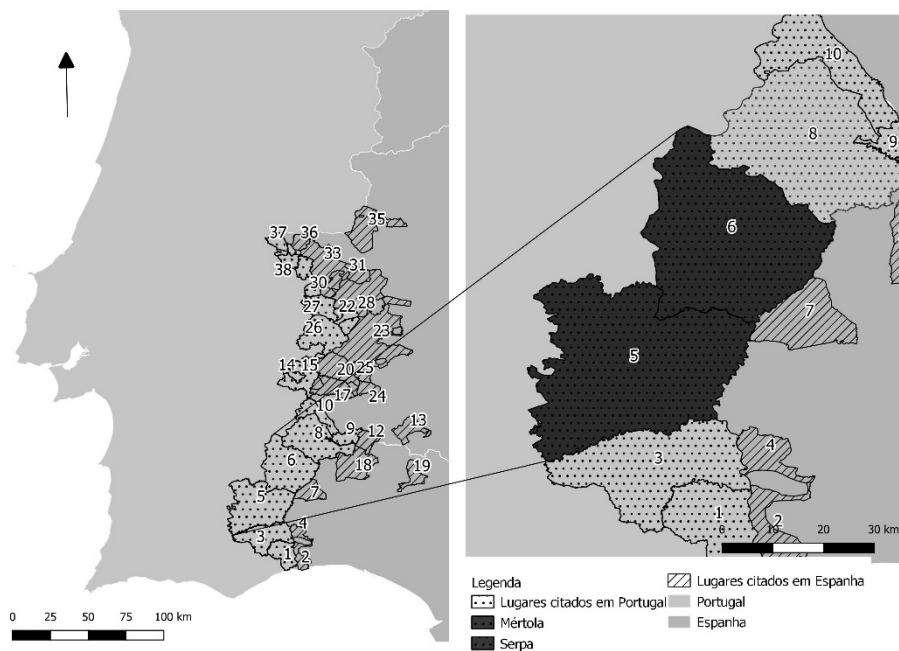 37 36 35
33
38 31
30
27 22 28
26 23
14 15 20 25
17 24
10
8 9 12 13
6 18 19
5 7
3 4
1 2
0 25 50 75 100 km
10
8
9
6
7
5
4
3
1 2
0 10 20 30 km
Legenda
Lugares citados em Portugal
Mértola
Serpa
Lugares citados em Espanha
Portugal
Espanha